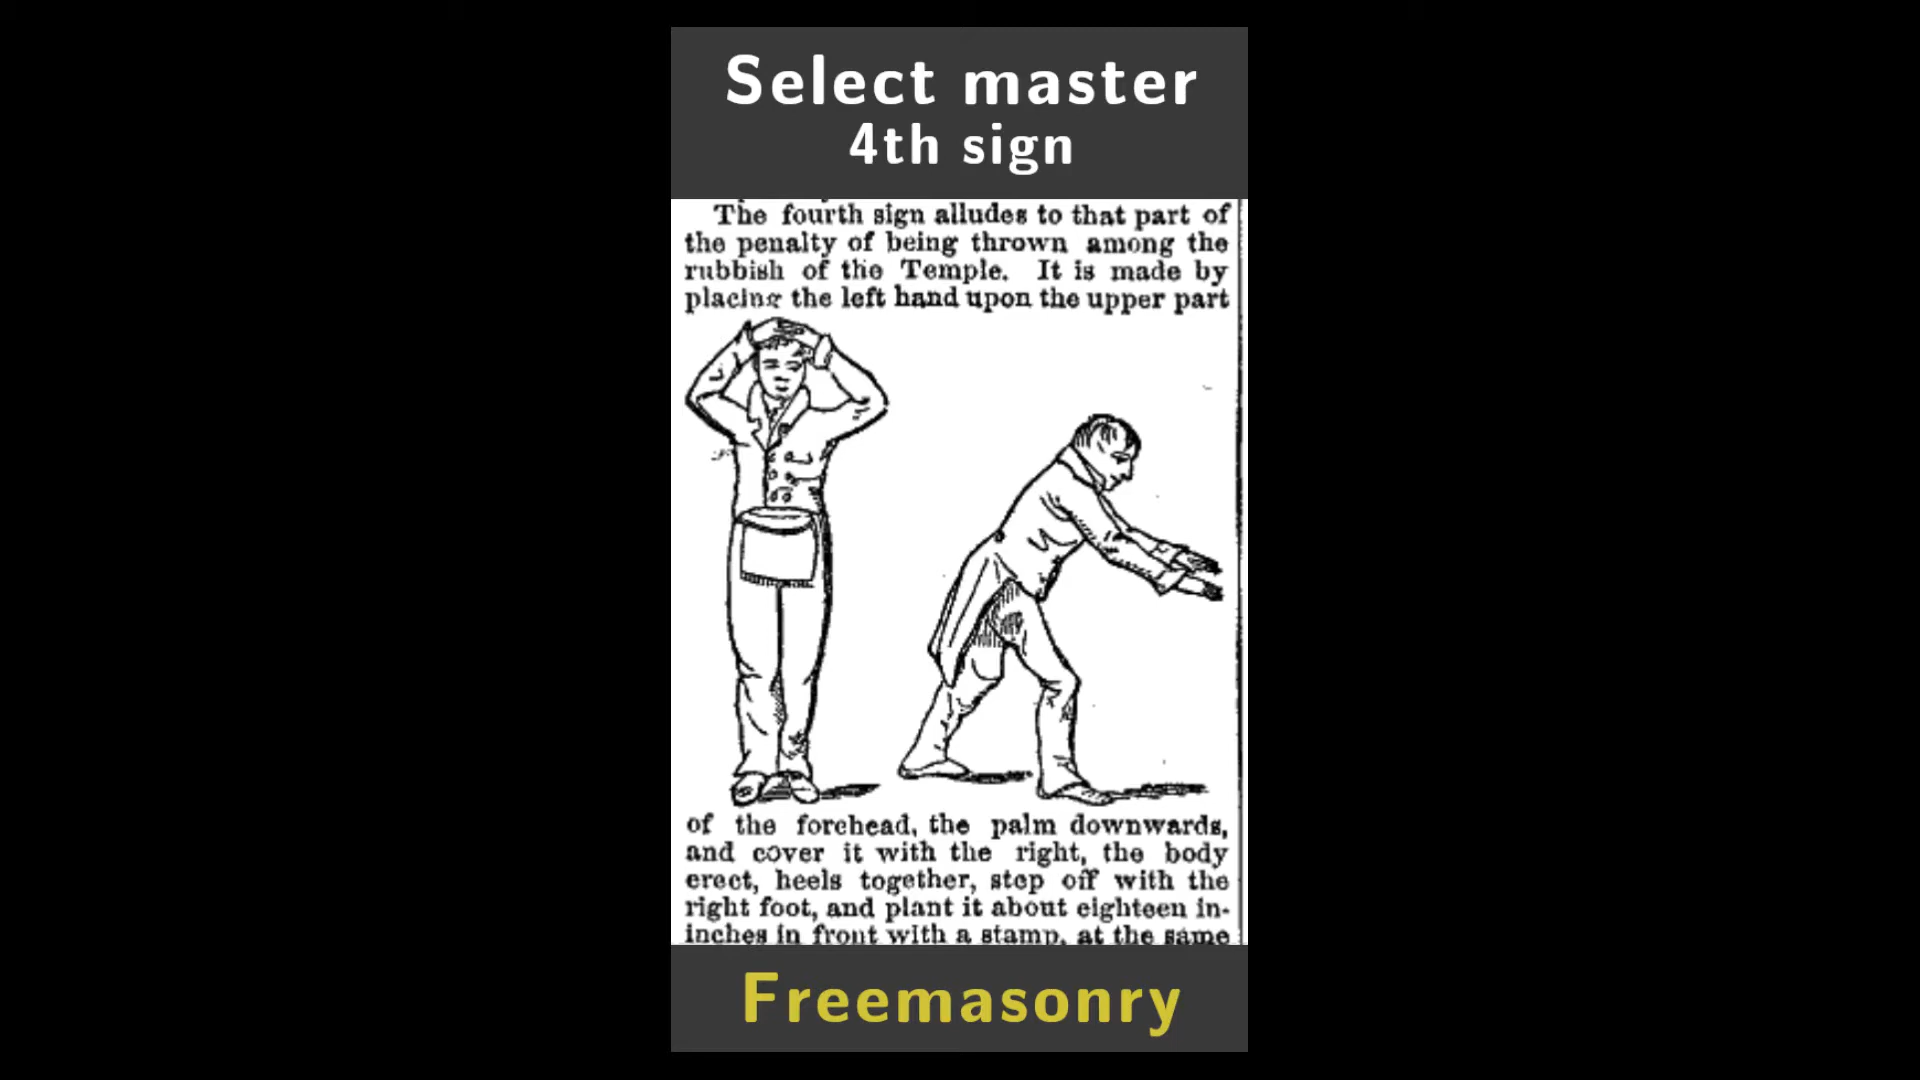 Select master
4th sign
The fourth sign alludes to that part of
the penalty of being thrown among the
rubbish of the Temple. It is made by
placing the left hand upon the upper part
of the forehead, the palm downwards,
and cover it with the right, the body
erect, heels together, step off with the
right foot, and plant it about eighteen in-
inches in front with a stamp, at the same
Freemasonry